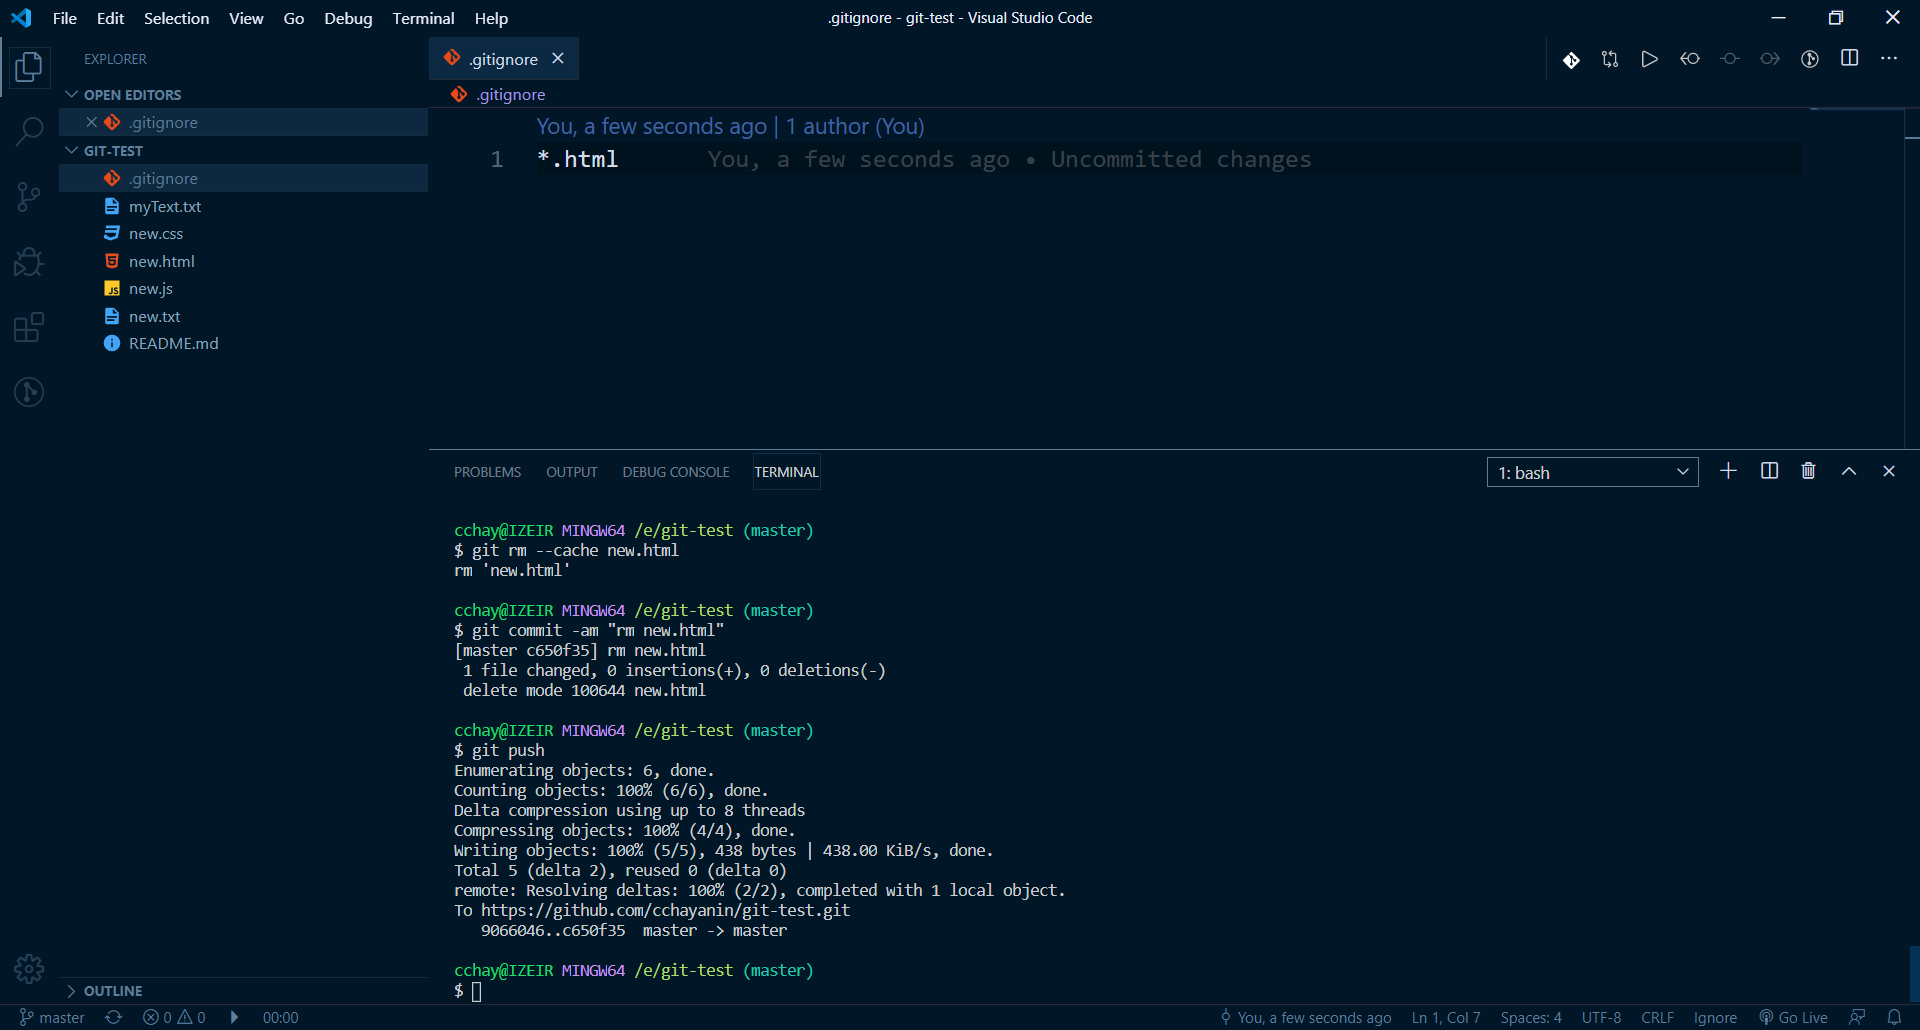 File Edit Selection View Go Debug Terminal Help
.gitignore - git-test - Visual Studio Code
EXPLORER
OPEN EDITORS
.gitignore
GIT-TEST
.gitignore
myText.txt
new.css
new.html
JS new.js
new.txt
README.md
OUTLINE
.gitignore
.gitignore
You, a few seconds ago | 1 author (You)
1 *.html You, a few seconds ago • Uncommitted changes
PROBLEMS OUTPUT DEBUG CONSOLE TERMINAL
1: bash
cchay@IZEIR MINGW64 /e/git-test (master)
$ git rm --cache new.html
rm 'new.html'
cchay@IZEIR MINGW64 /e/git-test (master)
$ git commit -am "rm new.html"
[master c650f35] rm new.html
1 file changed, 0 insertions(+), 0 deletions(-)
delete mode 100644 new.html
cchay@IZEIR MINGW64 /e/git-test (master)
$ git push
Enumerating objects: 6, done.
Counting objects: 100% (6/6), done.
Delta compression using up to 8 threads
Compressing objects: 100% (4/4), done.
Writing objects: 100% (5/5), 438 bytes | 438.00 KiB/s, done.
Total 5 (delta 2), reused 0 (delta 0)
remote: Resolving deltas: 100% (2/2), completed with 1 local object.
To https://github.com/cchayanin/git-test.git
9066046..c650f35 master -> master
cchay@IZEIR MINGW64 /e/git-test (master)
$
master 0 0 00:00
You, a few seconds ago Ln 1, Col 7 Spaces: 4 UTF-8 CRLF Ignore Go Live